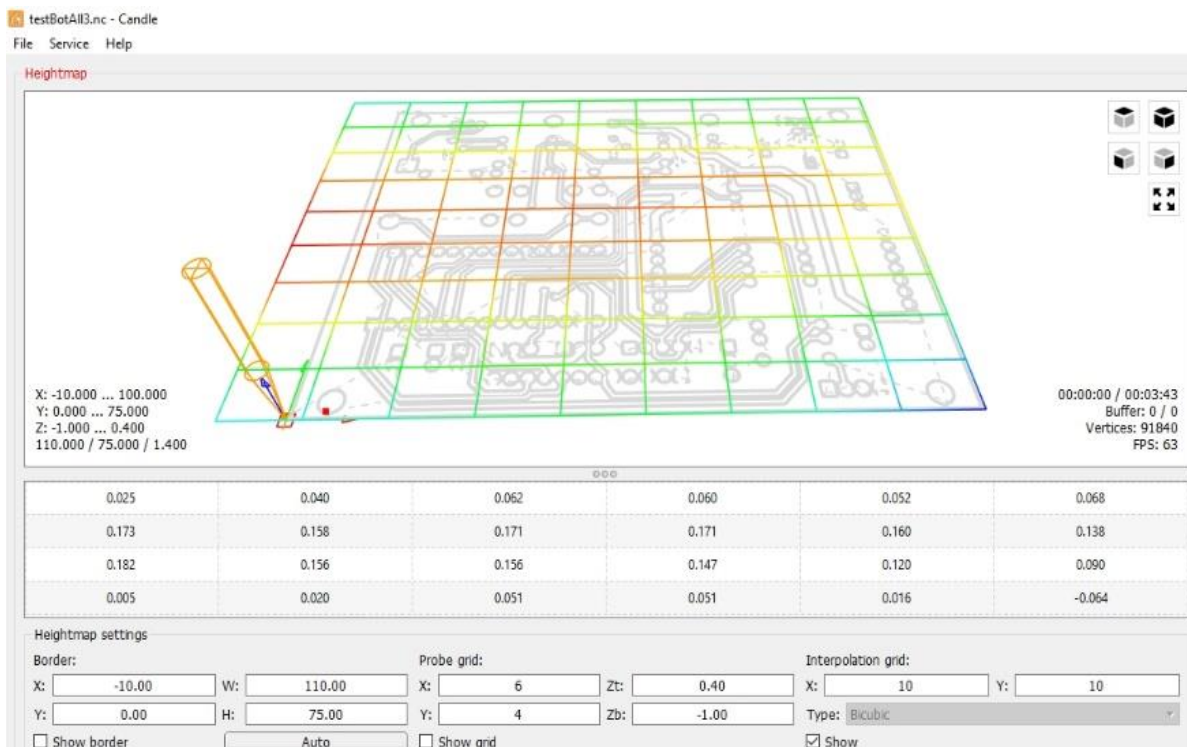 testBotAll3.nc - Candle
File Service Help
Heightmap
X: -10.000 ... 100.000
Y: 0.000 ... 75.000
Z: -1.000 ... 0.400
110.000 / 75.000 / 1.400
00:00:00 / 00:03:43
Buffer: 0 / 0
Vertices: 91840
FPS: 63
0.025 0.040 0.062 0.060 0.052 0.068
0.173 0.158 0.171 0.171 0.160 0.138
0.182 0.156 0.156 0.147 0.120 0.090
0.005 0.020 0.051 0.051 0.016 -0.064
Heightmap settings
Border: Probe grid: Interpolation grid:
X: -10.00 W: 110.00 X: 6 Zt: 0.40 X: 10 Y: 10
Y: 0.00 H: 75.00 Y: 4 Zb: -1.00 Type: Bicubic
Show border Auto Show grid Show